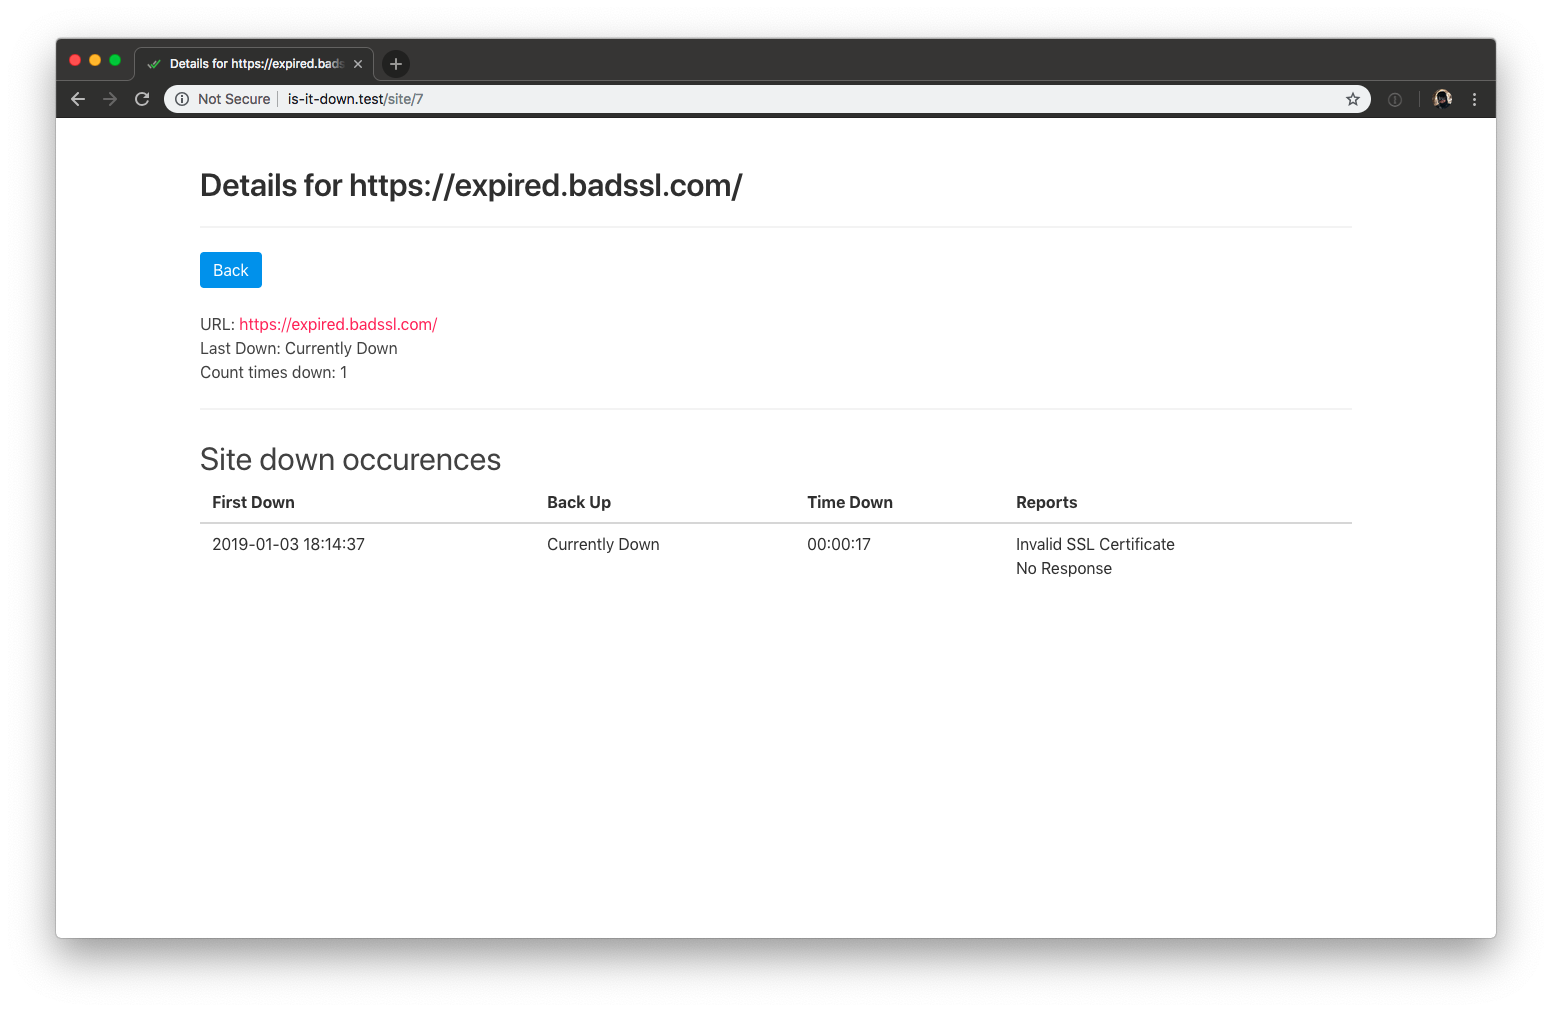 Details for https://expired.bads
Not Secure is-it-down.test/site/7
Details for https://expired.badssl.com/
Back
URL: https://expired.badssl.com/
Last Down: Currently Down
Count times down: 1
Site down occurences
First Down Back Up Time Down Reports
2019-01-03 18:14:37 Currently Down 00:00:17 Invalid SSL Certificate
No Response